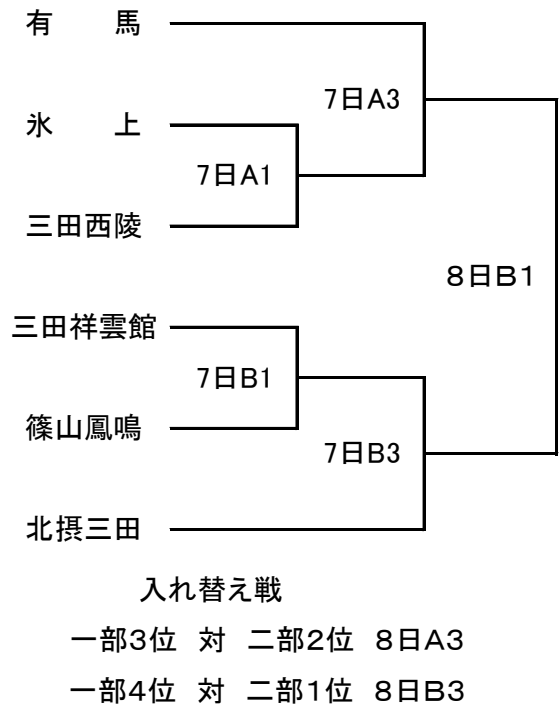 有　馬
7日A3
氷　上
7日A1
三田西陵
8日B1
三田祥雲館
7日B1
篠山鳳鳴
7日B3
北摂三田
入れ替え戦
一部3位　対　二部2位　8日A3
一部4位　対　二部1位　8日B3